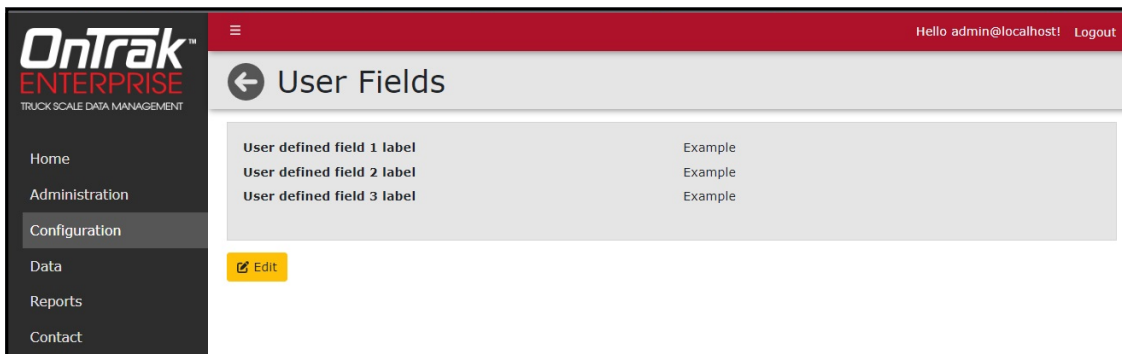 OnTrak™
ENTERPRISE
TRUCK SCALE DATA MANAGEMENT
Home
Administration
Configuration
Data
Reports
Contact
Hello admin@localhost! Logout
User Fields
User defined field 1 label Example
User defined field 2 label Example
User defined field 3 label Example
Edit